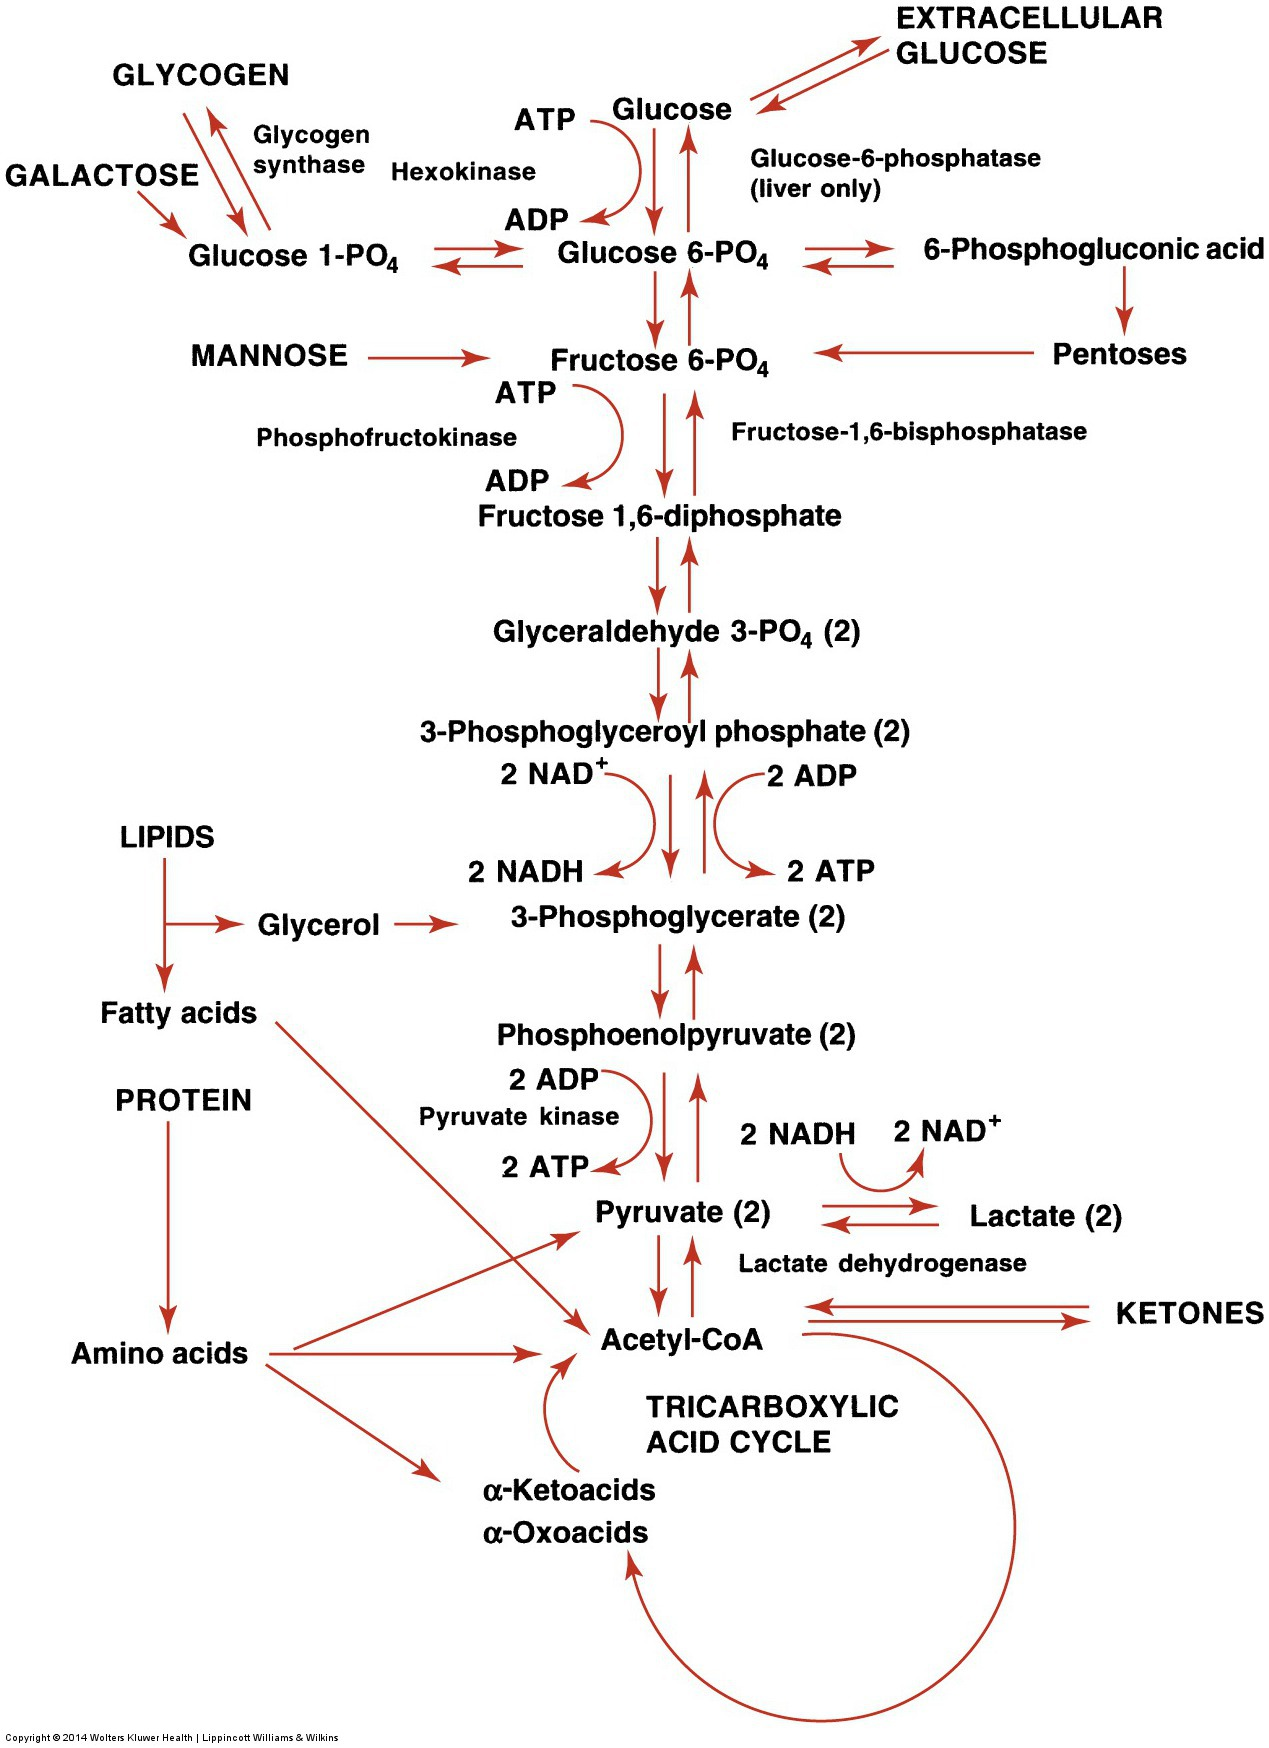 EXTRACELLULAR
GLUCOSE
GLYCOGEN
Glucose
ATP
Glycogen
synthase
Hexokinase
Glucose-6-phosphatase
(liver only)
GALACTOSE
ADP
Glucose 1-PO₄
Glucose 6-PO₄
6-Phosphogluconic acid
MANNOSE
Fructose 6-PO₄
Pentoses
ATP
Phosphofructokinase
Fructose-1,6-bisphosphatase
ADP
Fructose 1,6-diphosphate
Glyceraldehyde 3-PO₄ (2)
3-Phosphoglyceroyl phosphate (2)
2 NAD⁺
2 ADP
LIPIDS
2 NADH
2 ATP
Glycerol
3-Phosphoglycerate (2)
Fatty acids
Phosphoenolpyruvate (2)
2 ADP
PROTEIN
Pyruvate kinase
2 NADH
2 NAD⁺
2 ATP
Pyruvate (2)
Lactate (2)
Lactate dehydrogenase
KETONES
Amino acids
Acetyl-CoA
TRICARBOXYLIC
ACID CYCLE
α-Ketoacids
α-Oxoacids
Copyright © 2014 Wolters Kluwer Health | Lippincott Williams & Wilkins